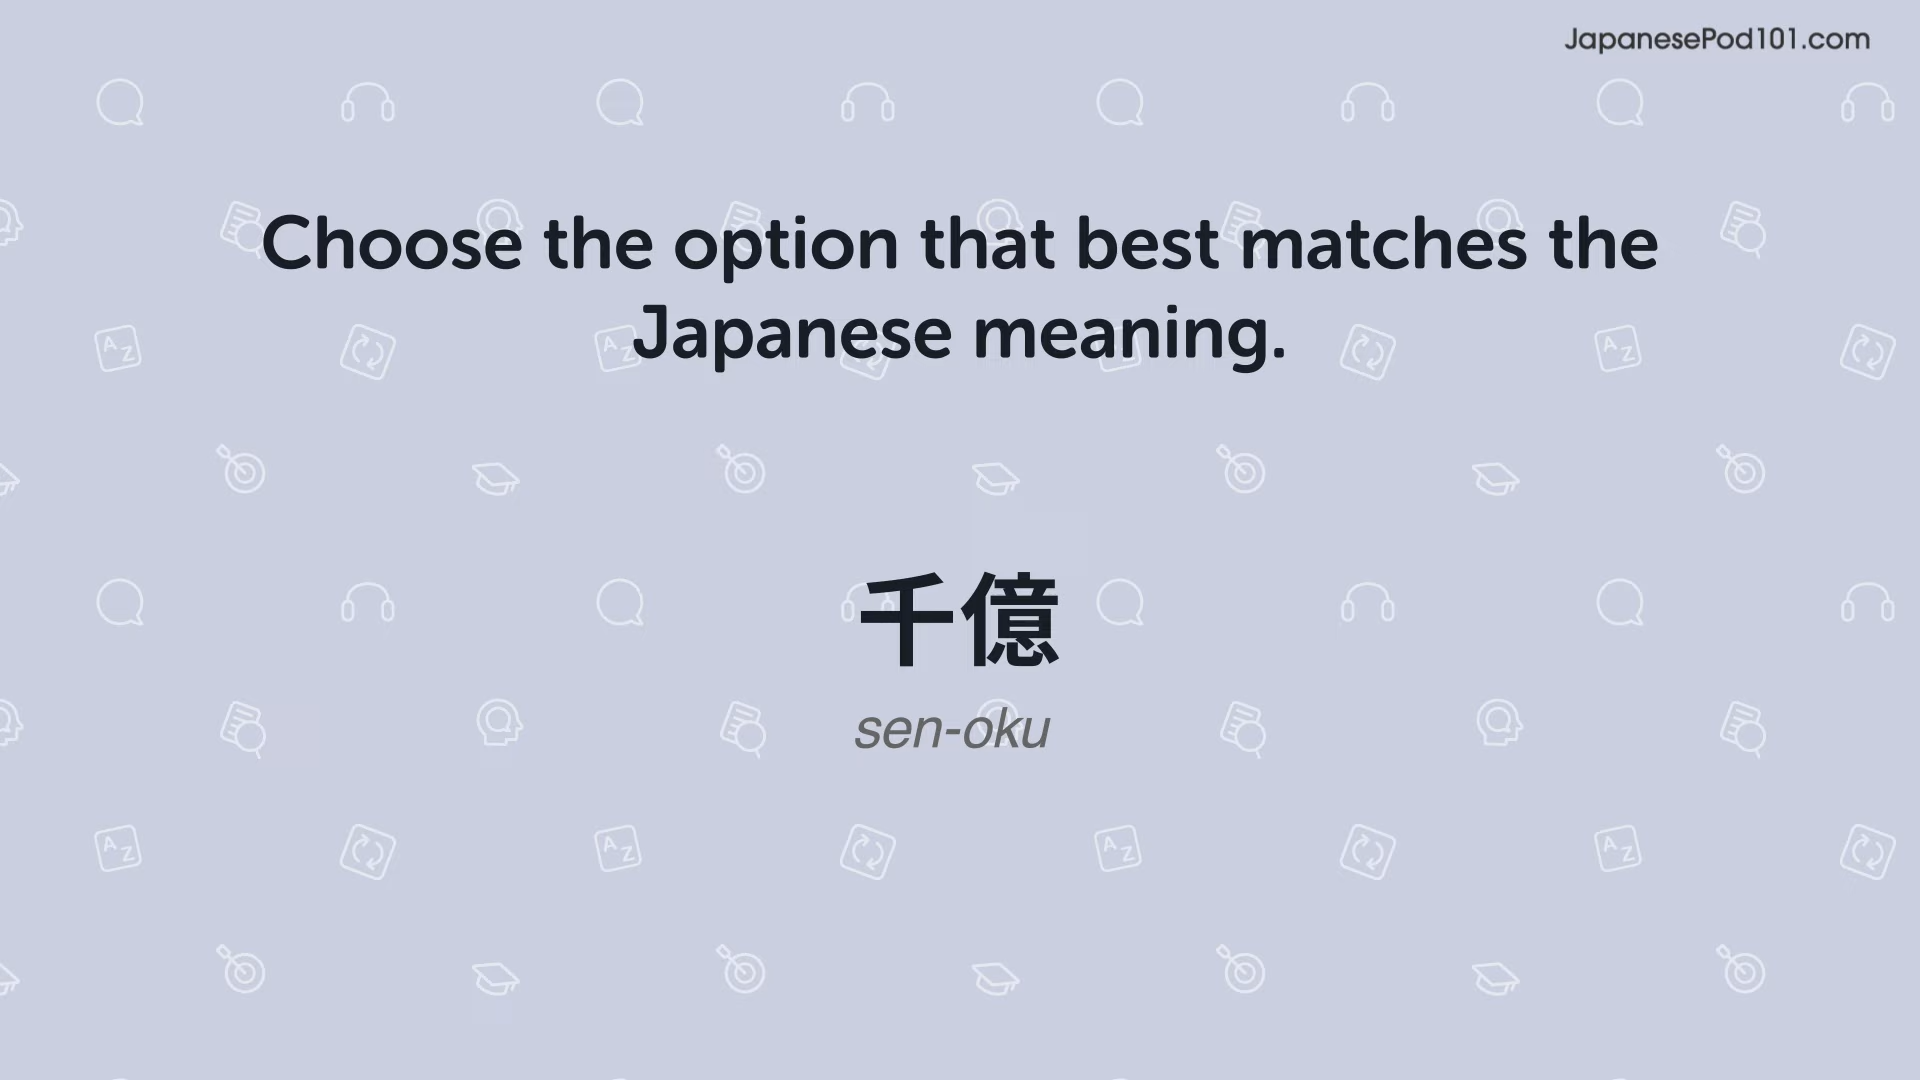 JapanesePod101.com
Choose the option that best matches the
Japanese meaning.
千億
sen-oku